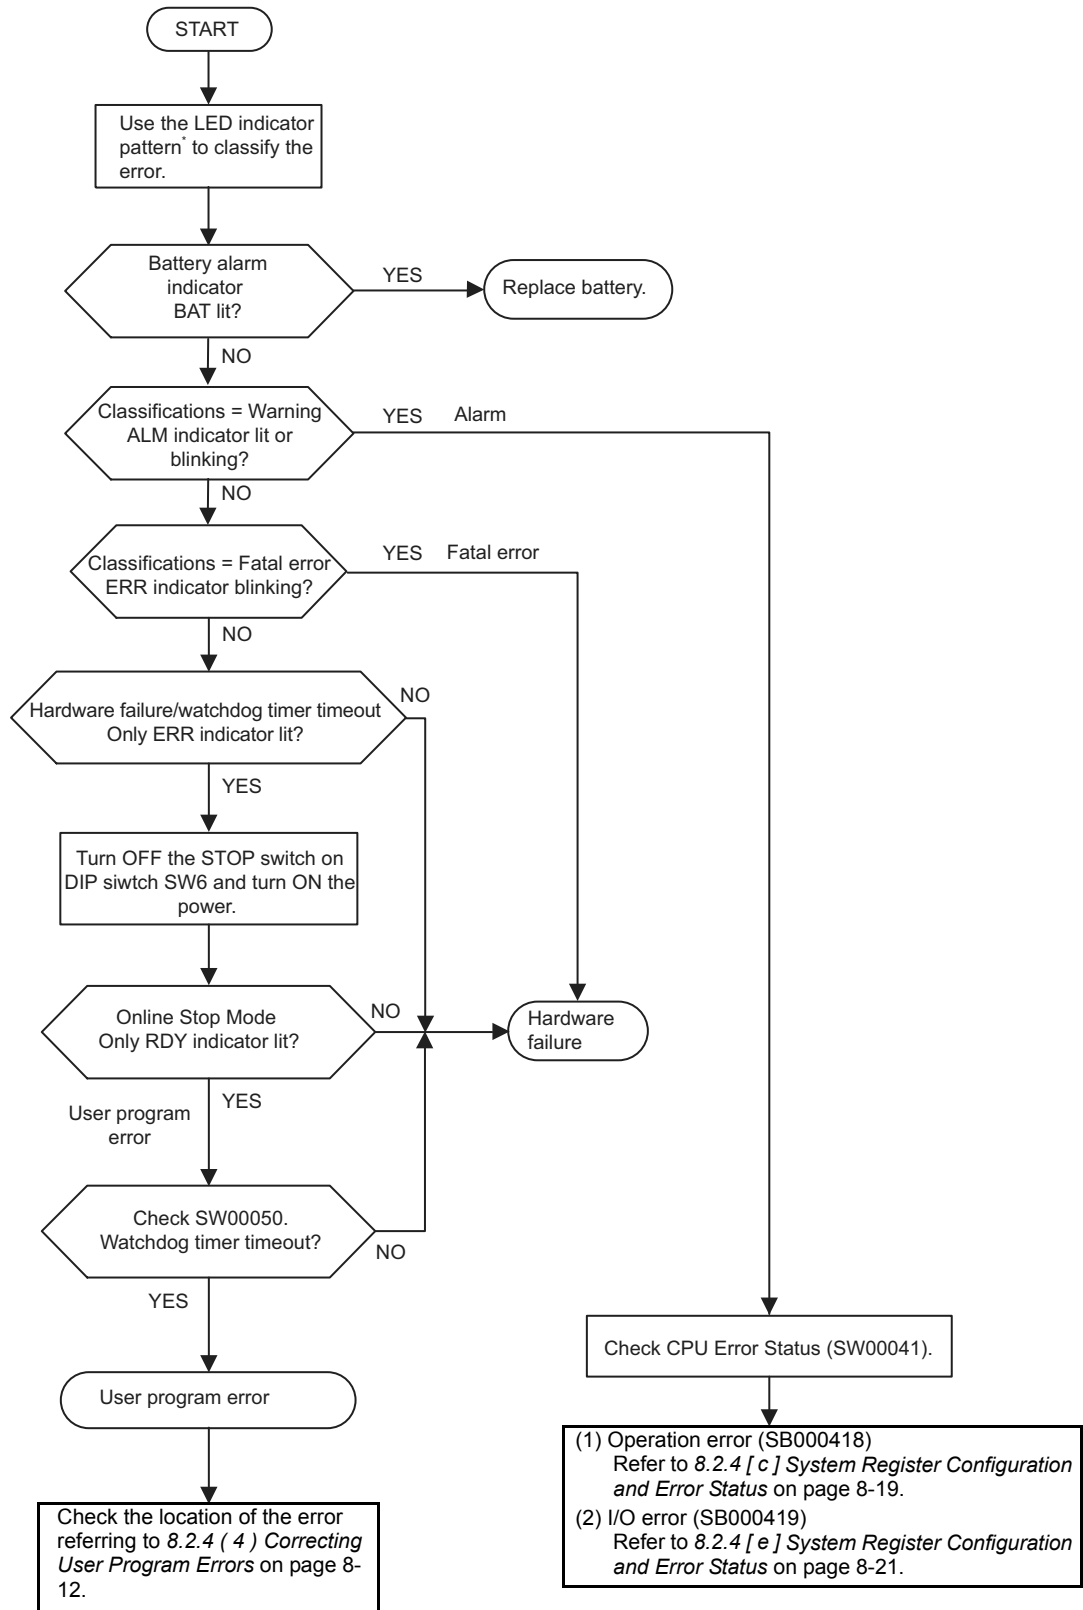 START
Use the LED indicator
pattern* to classify the
error.
Battery alarm
indicator
BAT lit?
YES
Replace battery.
NO
Classifications = Warning
ALM indicator lit or
blinking?
YES Alarm
NO
Classifications = Fatal error
ERR indicator blinking?
YES Fatal error
NO
Hardware failure/watchdog timer timeout
Only ERR indicator lit?
NO
YES
Turn OFF the STOP switch on
DIP siwtch SW6 and turn ON the
power.
Online Stop Mode
Only RDY indicator lit?
NO
Hardware
failure
YES
User program
error
Check SW00050.
Watchdog timer timeout?
NO
YES
Check CPU Error Status (SW00041).
User program error
(1) Operation error (SB000418)
Refer to 8.2.4 [ c ] System Register Configuration
and Error Status on page 8-19.
(2) I/O error (SB000419)
Refer to 8.2.4 [ e ] System Register Configuration
and Error Status on page 8-21.
Check the location of the error
referring to 8.2.4 ( 4 ) Correcting
User Program Errors on page 8-
12.